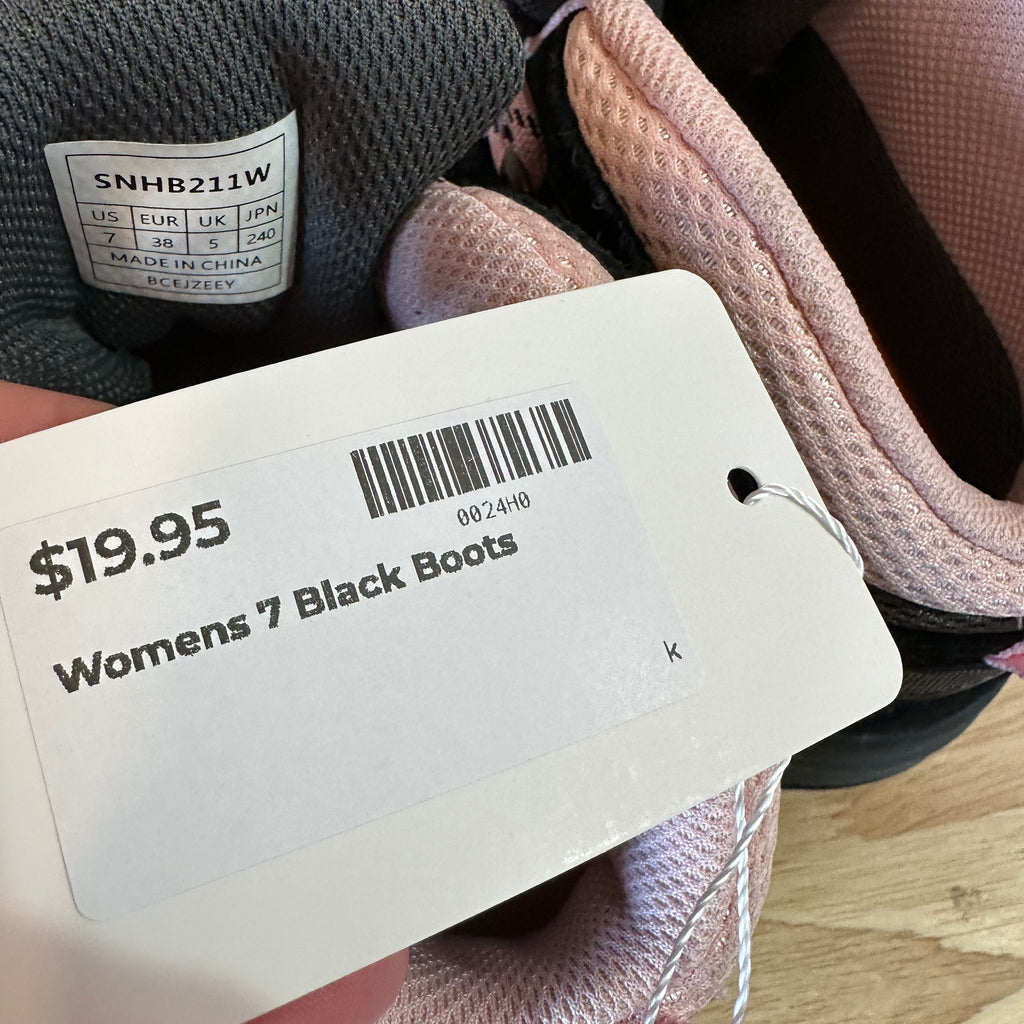 SNHB211W
US EUR UK JPN
7 38 5 240
MADE IN CHINA
BCEJZEEY
0024H0
$19.95
Womens 7 Black Boots
k